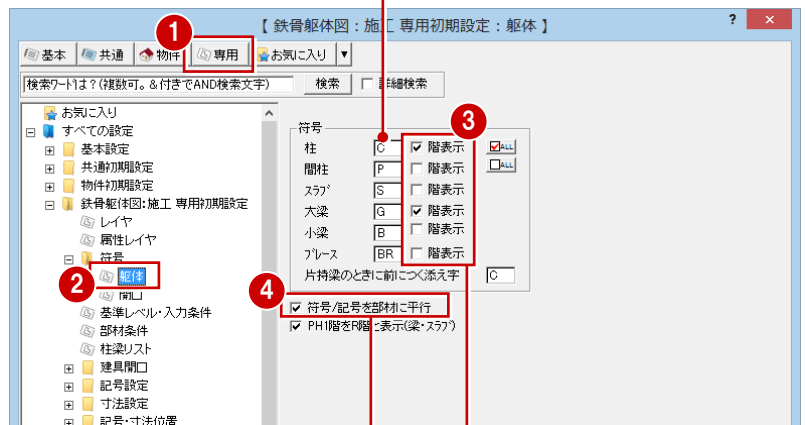 【 鉄骨躯体図：施工 専用初期設定：躯体 】 ? ×
1
基本 共通 物件 専用 お気に入り ▼
検索ワードは？(複数可。＆付きでAND検索文字) 検索 詳細検索
お気に入り
すべての設定
基本設定
共通初期設定
物件初期設定
鉄骨躯体図:施工 専用初期設定
レイヤ
属性レイヤ
符号
2 躯体
開口
基準レベル・入力条件
部材条件
柱梁リスト
建具開口
記号設定
寸法設定
記号・寸法位置
3
符号
柱 C 階表示 ALL
間柱 P 階表示 ALL
スラブ S 階表示
大梁 G 階表示
小梁 B 階表示
ブレース BR 階表示
片持梁のときに前につく添え字 C
4
符号/記号を部材に平行
PH1階をR階と表示(梁・スラブ)